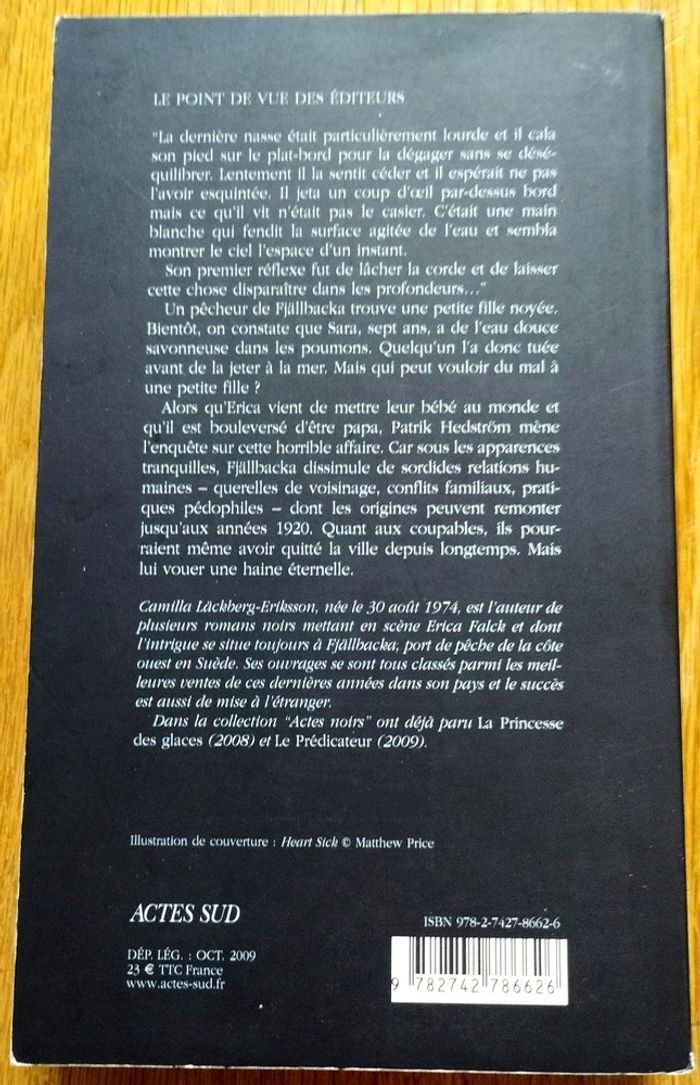 LE POINT DE VUE DES ÉDITEURS
"La dernière nasse était particulièrement lourde et il cala
son pied sur le plat-bord pour la dégager sans se désé-
quilibrer. Lentement il la sentit céder et il espérait ne pas
l'avoir esquintée. Il jeta un coup d'œil par-dessus bord
mais ce qu'il vit n'était pas le casier. C'était une main
blanche qui fendit la surface agitée de l'eau et sembla
montrer le ciel l'espace d'un instant.
Son premier réflexe fut de lâcher la corde et de laisser
cette chose disparaître dans les profondeurs..."
Un pêcheur de Fjällbacka trouve une petite fille noyée.
Bientôt, on constate que Sara, sept ans, a de l'eau douce
savonneuse dans les poumons. Quelqu'un l'a donc tuée
avant de la jeter à la mer. Mais qui peut vouloir du mal à
une petite fille ?
Alors qu'Erica vient de mettre leur bébé au monde et
qu'il est bouleversé d'être papa, Patrik Hedström mène
l'enquête sur cette horrible affaire. Car sous les apparences
tranquilles, Fjällbacka dissimule de sordides relations hu-
maines – querelles de voisinage, conflits familiaux, prati-
ques pédophiles – dont les origines peuvent remonter
jusqu'aux années 1920. Quant aux coupables, ils pour-
raient même avoir quitté la ville depuis longtemps. Mais
lui vouer une haine éternelle.
Camilla Läckberg-Eriksson, née le 30 août 1974, est l'auteur de
plusieurs romans noirs mettant en scène Erica Falck et dont
l'intrigue se situe toujours à Fjällbacka, port de pêche de la côte
ouest en Suède. Ses ouvrages se sont tous classés parmi les meil-
leures ventes de ces dernières années dans son pays et le succès
est aussi de mise à l'étranger.
Dans la collection "Actes noirs" ont déjà paru La Princesse
des glaces (2008) et Le Prédicateur (2009).
Illustration de couverture : Heart Sick © Matthew Price
ACTES SUD
DÉP. LÉG. : OCT. 2009
23 € TTC France
www.actes-sud.fr
ISBN 978-2-7427-8662-6
9 782742 786626